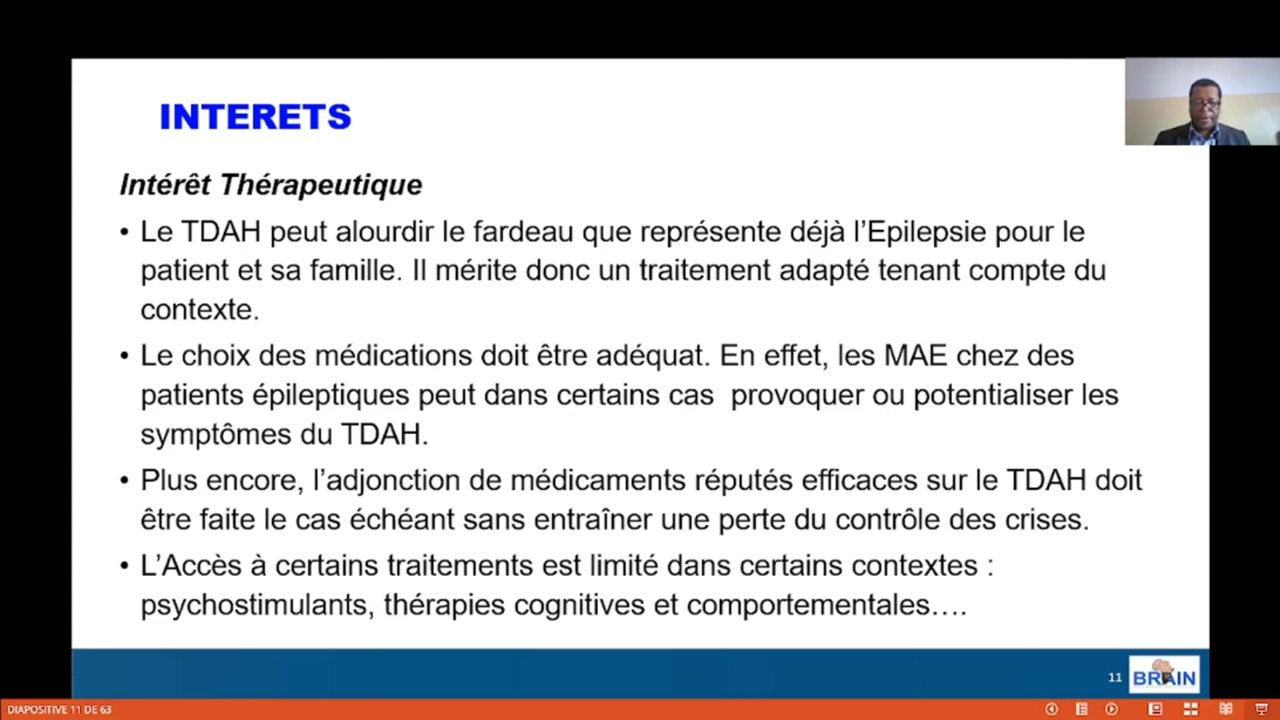 INTERETS
Intérêt Thérapeutique
• Le TDAH peut alourdir le fardeau que représente déjà l’Epilepsie pour le
patient et sa famille. Il mérite donc un traitement adapté tenant compte du
contexte.
• Le choix des médications doit être adéquat. En effet, les MAE chez des
patients épileptiques peut dans certains cas  provoquer ou potentialiser les
symptômes du TDAH.
• Plus encore, l’adjonction de médicaments réputés efficaces sur le TDAH doit
être faite le cas échéant sans entraîner une perte du contrôle des crises.
• L’Accès à certains traitements est limité dans certains contextes :
psychostimulants, thérapies cognitives et comportementales….
11
BRAIN
DIAPOSITIVE 11 DE 63